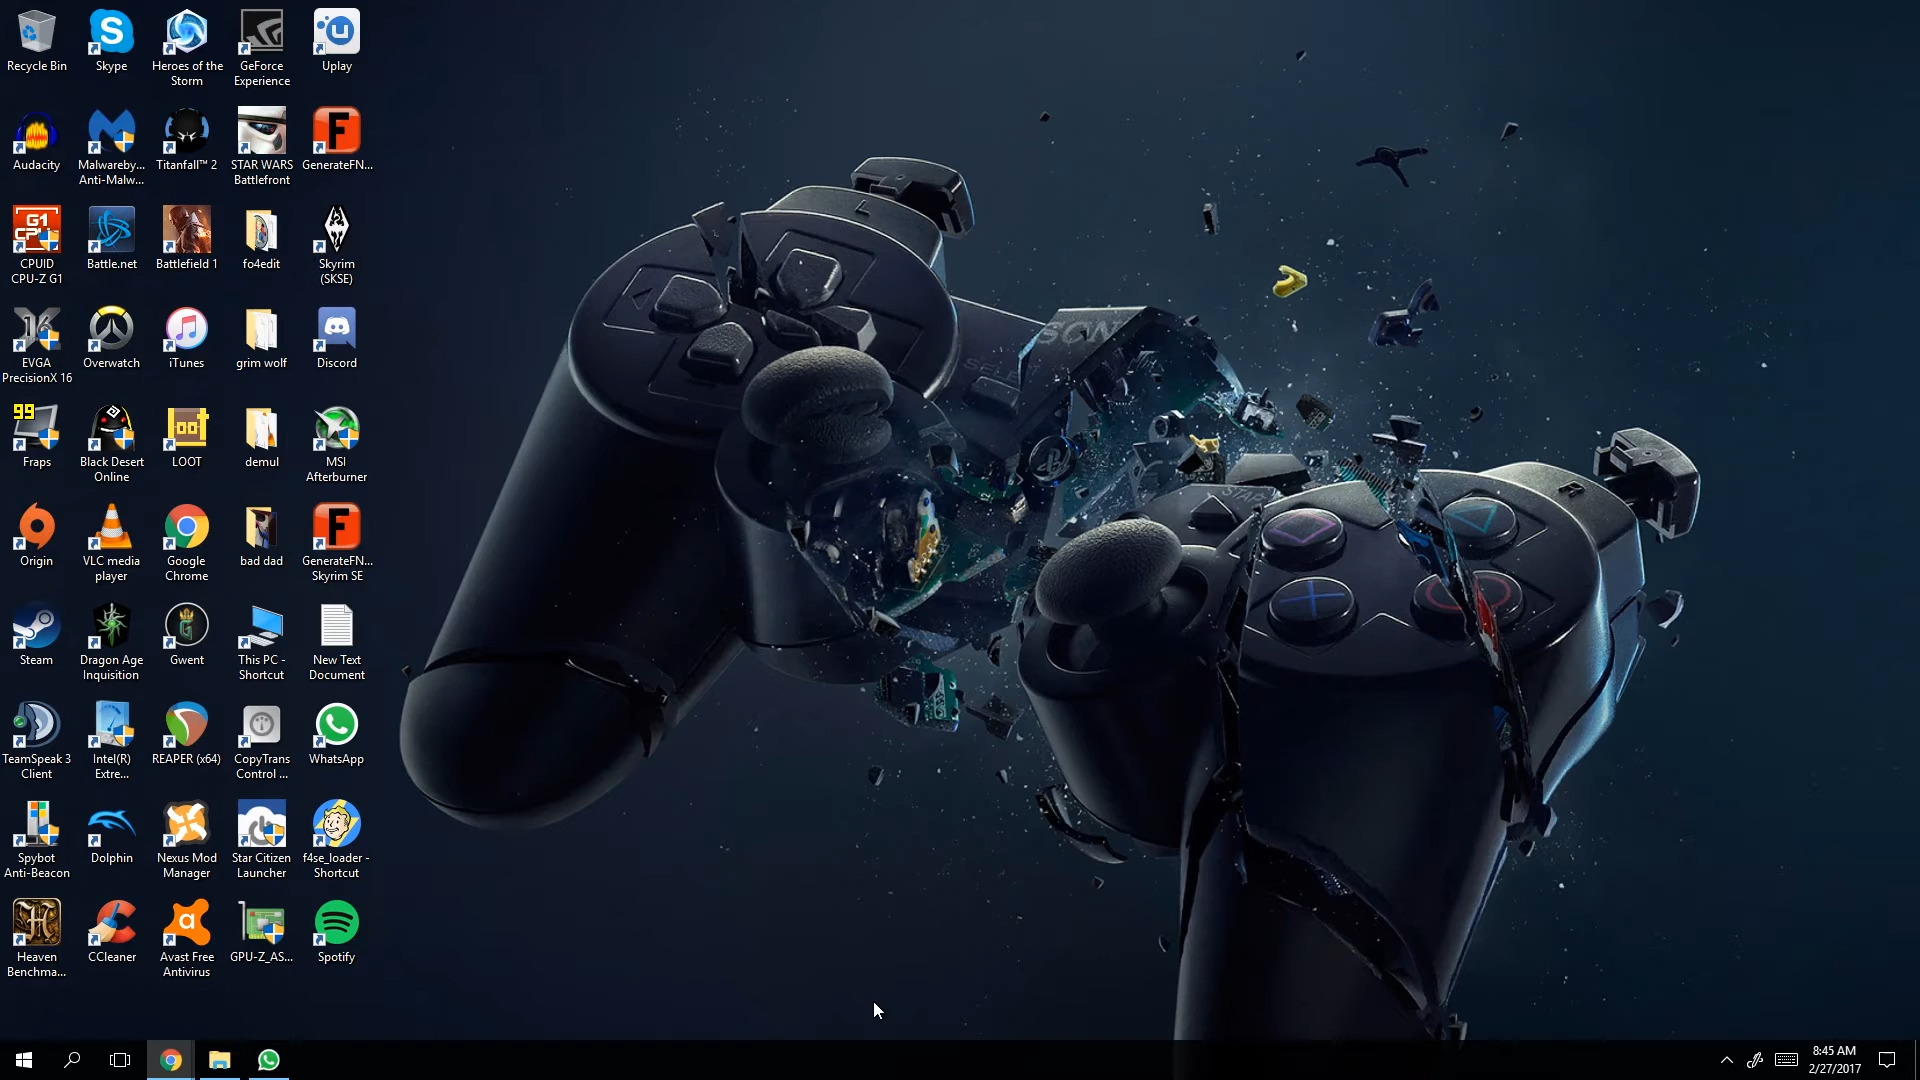 Recycle Bin
Skype
Heroes of the
Storm
GeForce
Experience
Uplay
Audacity
Malwareby...
Anti-Malw...
Titanfall™ 2
STAR WARS
Battlefront
GenerateFN...
G1
CPUID
CPU-Z G1
Battle.net
Battlefield 1
fo4edit
Skyrim
(SKSE)
16
EVGA
PrecisionX 16
Overwatch
iTunes
grim wolf
Discord
99
Fraps
Black Desert
Online
LOOT
demul
MSI
Afterburner
Origin
VLC media
player
Google
Chrome
bad dad
GenerateFN...
Skyrim SE
Steam
Dragon Age
Inquisition
Gwent
This PC -
Shortcut
New Text
Document
TeamSpeak 3
Client
Intel(R)
Extre...
REAPER (x64)
CopyTrans
Control ...
WhatsApp
Spybot
Anti-Beacon
Dolphin
Nexus Mod
Manager
Star Citizen
Launcher
f4se_loader -
Shortcut
Heaven
Benchma...
CCleaner
Avast Free
Antivirus
GPU-Z_AS...
Spotify
L
R
8:45 AM
2/27/2017